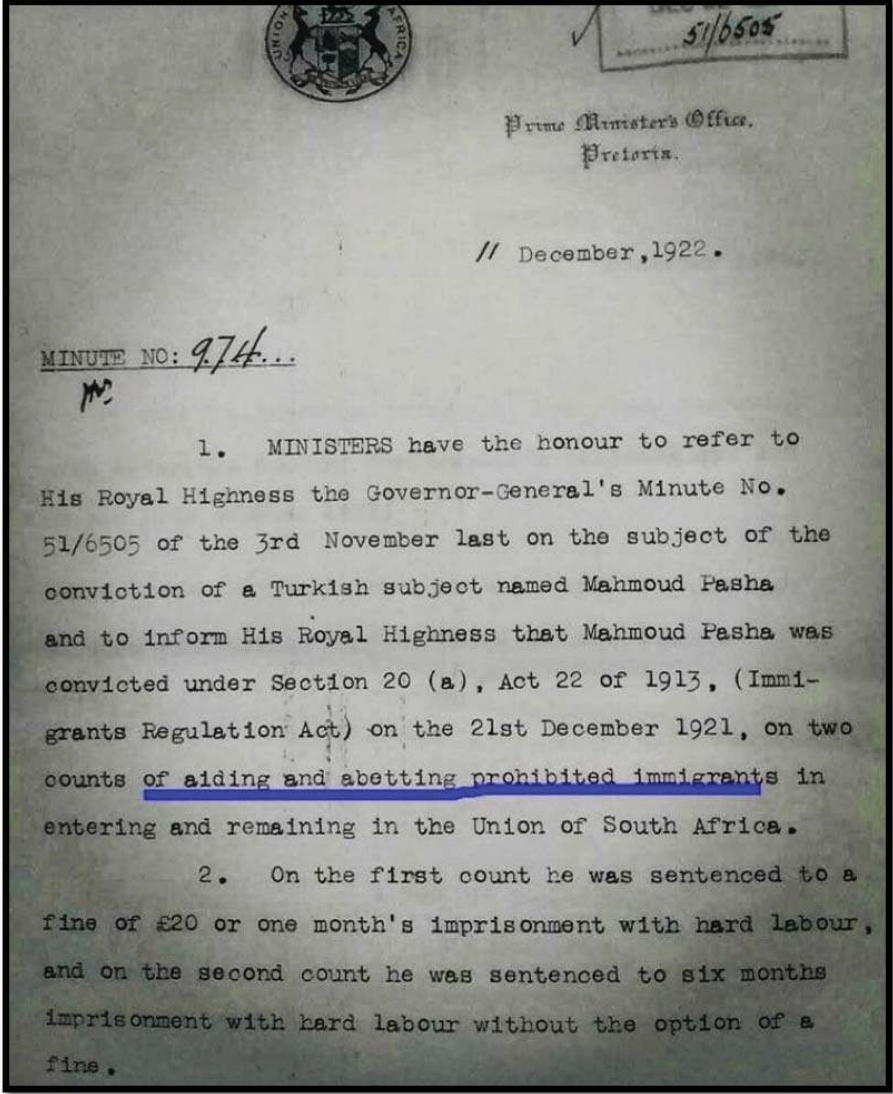 UNION
AFRICA
51/6505
Prime Minister's Office,
Pretoria.
11 December, 1922.
MINUTE NO: 974...
1. MINISTERS have the honour to refer to
His Royal Highness the Governor-General's Minute No.
51/6505 of the 3rd November last on the subject of the
conviction of a Turkish subject named Mahmoud Pasha
and to inform His Royal Highness that Mahmoud Pasha was
convicted under Section 20 (a), Act 22 of 1913, (Immi-
grants Regulation Act) on the 21st December 1921, on two
counts of aiding and abetting prohibited immigrants in
entering and remaining in the Union of South Africa.
2. On the first count he was sentenced to a
fine of £20 or one month's imprisonment with hard labour,
and on the second count he was sentenced to six months
imprisonment with hard labour without the option of a
fine.